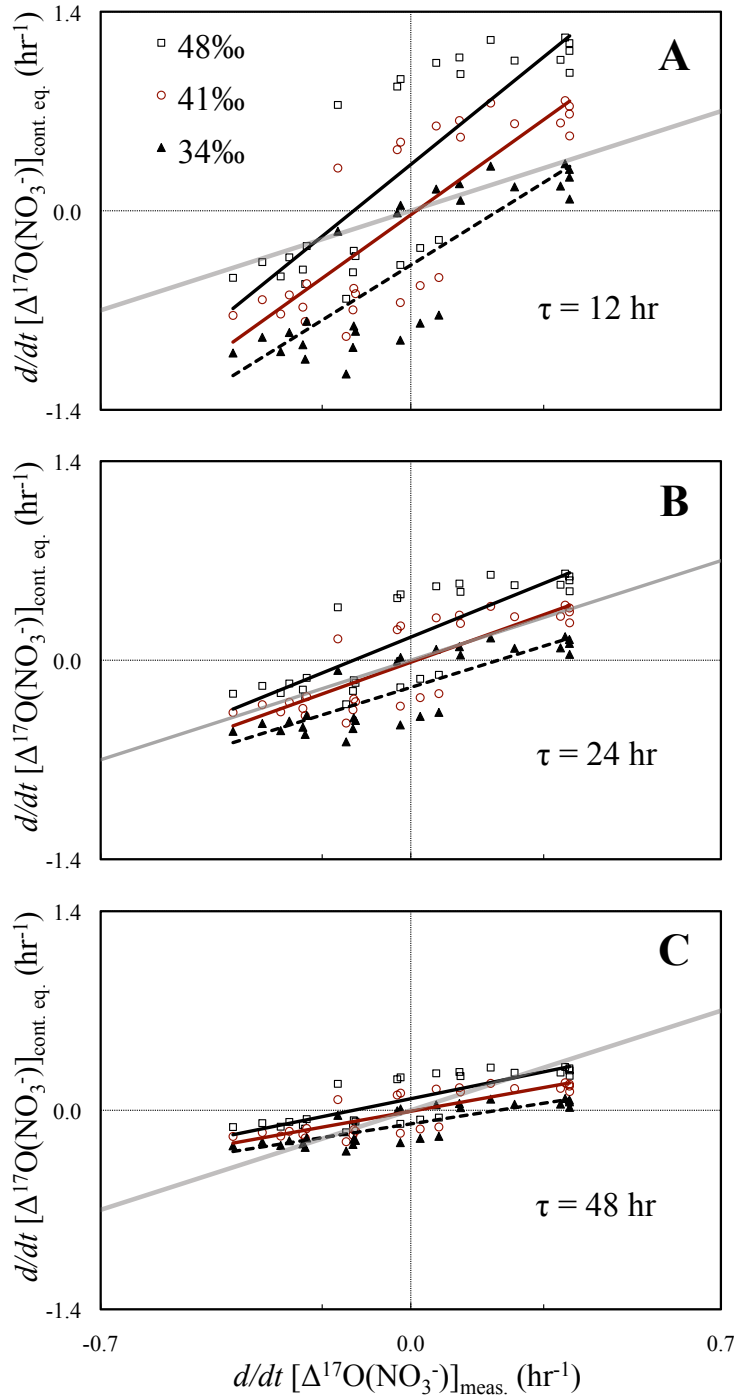 1.4
48‰
41‰
34‰
A
0.0
τ = 12 hr
-1.4
d/dt [Δ¹⁷O(NO₃⁻)]cont. eq. (hr⁻¹)
1.4
B
0.0
τ = 24 hr
-1.4
d/dt [Δ¹⁷O(NO₃⁻)]cont. eq. (hr⁻¹)
1.4
C
0.0
τ = 48 hr
-1.4
d/dt [Δ¹⁷O(NO₃⁻)]cont. eq. (hr⁻¹)
-0.7 0.0 0.7
d/dt [Δ¹⁷O(NO₃⁻)]meas. (hr⁻¹)